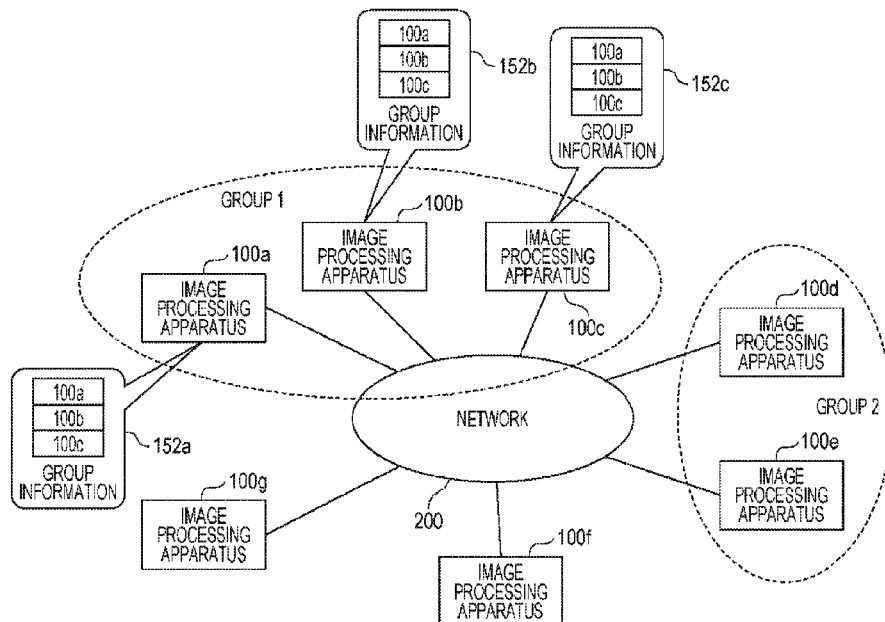 100a
100b
100c
GROUP
INFORMATION
152b
100a
100b
100c
GROUP
INFORMATION
152c
GROUP 1
100b
IMAGE
PROCESSING
APPARATUS
IMAGE
PROCESSING
APPARATUS
100c
100a
IMAGE
PROCESSING
APPARATUS
100d
IMAGE
PROCESSING
APPARATUS
GROUP 2
100a
100b
100c
GROUP
INFORMATION
152a
NETWORK
200
100e
IMAGE
PROCESSING
APPARATUS
100g
IMAGE
PROCESSING
APPARATUS
100f
IMAGE
PROCESSING
APPARATUS